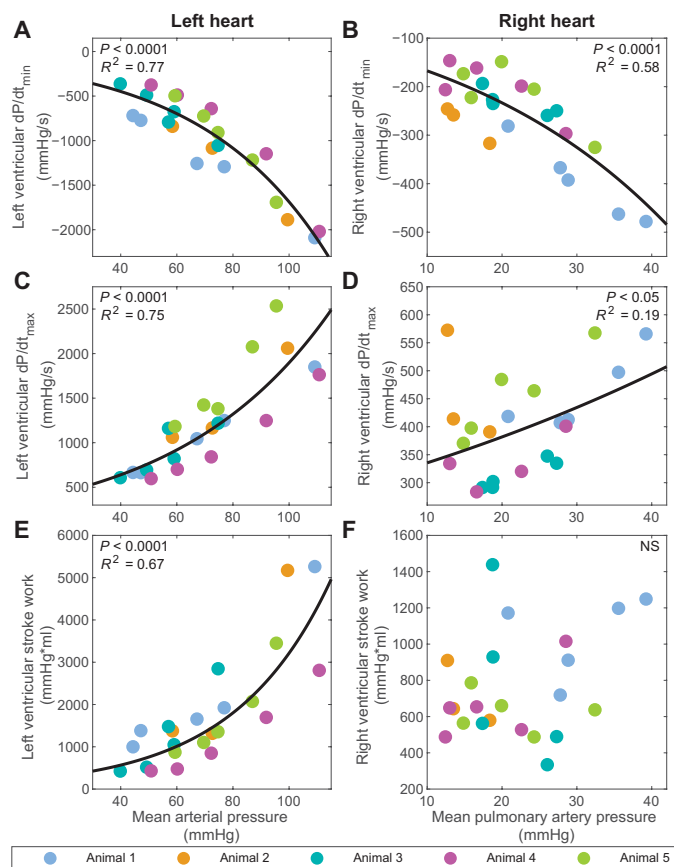 Left heart
Right heart
A
P < 0.0001
R² = 0.77
0
-500
-1000
-1500
-2000
40 60 80 100
Left ventricular dP/dt_min
(mmHg/s)
B
P < 0.0001
R² = 0.58
−100
−200
−300
−400
−500
10 20 30 40
Right ventricular dP/dt_min
(mmHg/s)
C
P < 0.0001
R² = 0.75
2500
2000
1500
1000
500
40 60 80 100
Left ventricular dP/dt_max
(mmHg/s)
D
P < 0.05
R² = 0.19
650
600
550
500
450
400
350
300
10 20 30 40
Right ventricular dP/dt_max
(mmHg/s)
E
P < 0.0001
R² = 0.67
6000
5000
4000
3000
2000
1000
0
40 60 80 100
Left ventricular stroke work
(mmHg*ml)
Mean arterial pressure
(mmHg)
F
NS
1600
1400
1200
1000
800
600
400
200
10 20 30 40
Right ventricular stroke work
(mmHg*ml)
Mean pulmonary artery pressure
(mmHg)
Animal 1 Animal 2 Animal 3 Animal 4 Animal 5